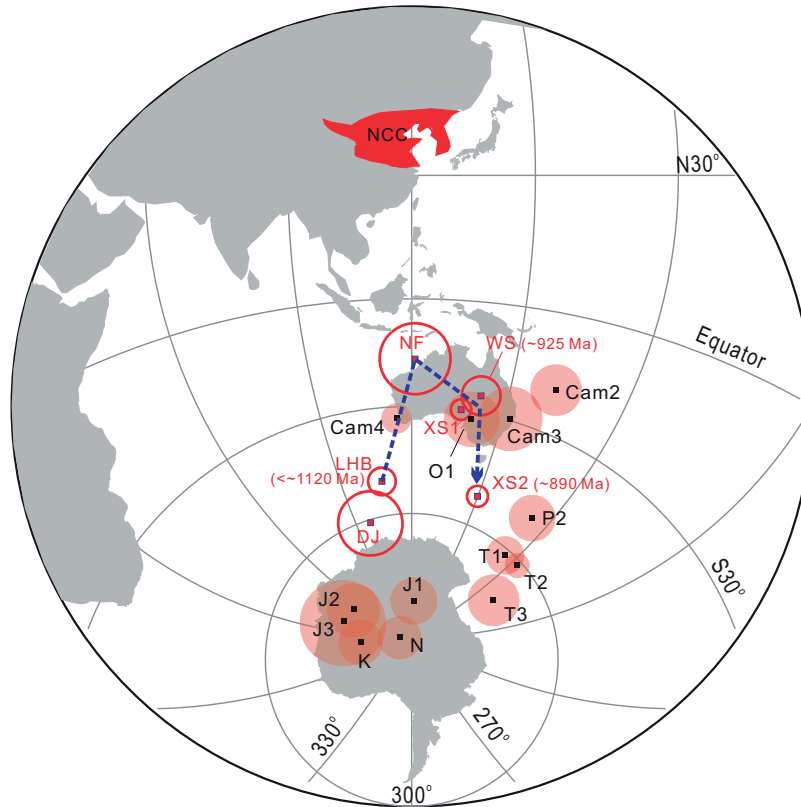 NCC
N30°
Equator
NF
WS (~925 Ma)
Cam2
Cam4
XS1
Cam3
O1
LHB
(<~1120 Ma)
XS2 (~890 Ma)
DJ
P2
T1
T2
S30°
J1
J2
T3
J3
N
K
330°
270°
300°